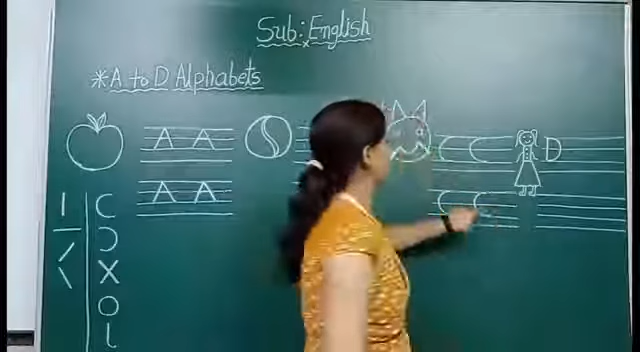 Sub: English
*A to D Alphabets
A A
C C
D
A A
C C
| C
— Ɔ
/ X
\ O
l